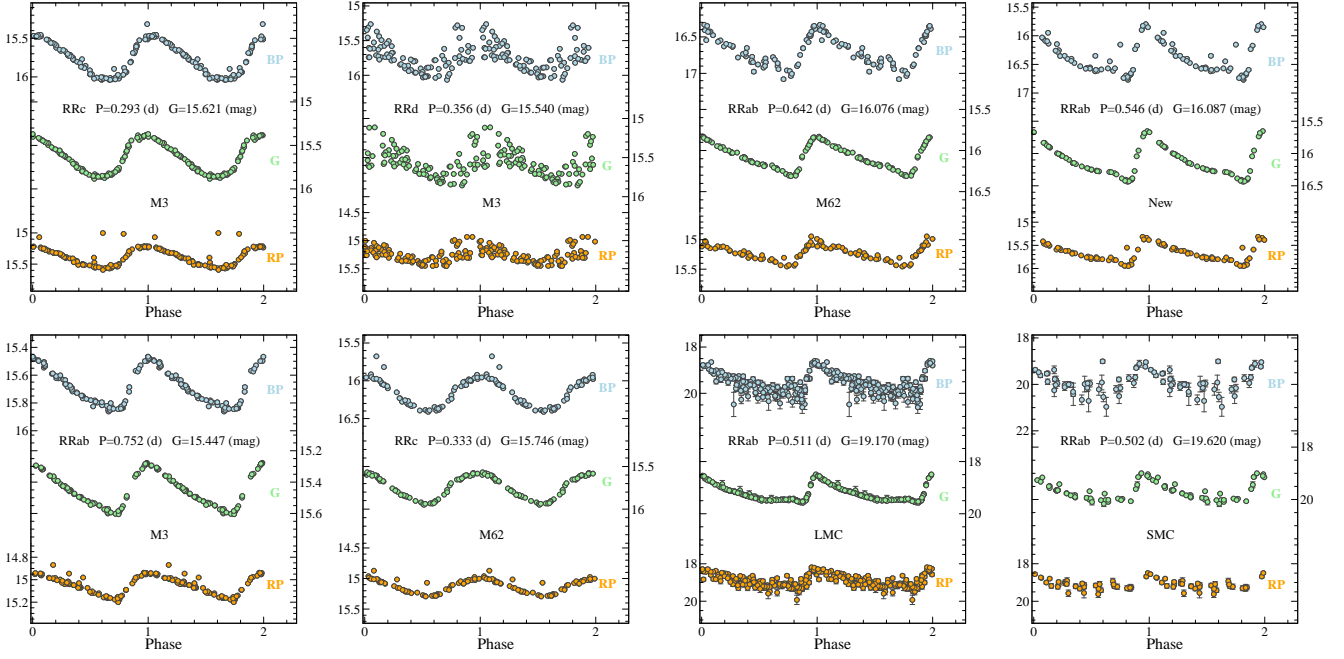 15.5
16
BP
RRc P=0.293 (d) G=15.621 (mag)
15
15.5
16
G
M3
15
15.5
RP
0 1 2
Phase
15
15.5
16
BP
RRd P=0.356 (d) G=15.540 (mag)
15
15.5
16
G
M3
14.5
15
15.5
RP
0 1 2
Phase
16.5
17
BP
RRab P=0.642 (d) G=16.076 (mag)
15.5
16
16.5
G
M62
15
15.5
RP
0 1 2
Phase
15.5
16
16.5
17
BP
RRab P=0.546 (d) G=16.087 (mag)
15.5
16
16.5
G
New
15
15.5
16
RP
0 1 2
Phase
15.4
15.6
15.8
16
BP
RRab P=0.752 (d) G=15.447 (mag)
15.2
15.4
15.6
G
M3
14.8
15
15.2
RP
0 1 2
Phase
15.5
16
16.5
BP
RRc P=0.333 (d) G=15.746 (mag)
15.5
16
G
M62
14.5
15
15.5
RP
0 1 2
Phase
18
20
BP
RRab P=0.511 (d) G=19.170 (mag)
18
20
G
LMC
18
20
RP
0 1 2
Phase
18
20
22
BP
RRab P=0.502 (d) G=19.620 (mag)
18
20
G
SMC
18
20
RP
0 1 2
Phase